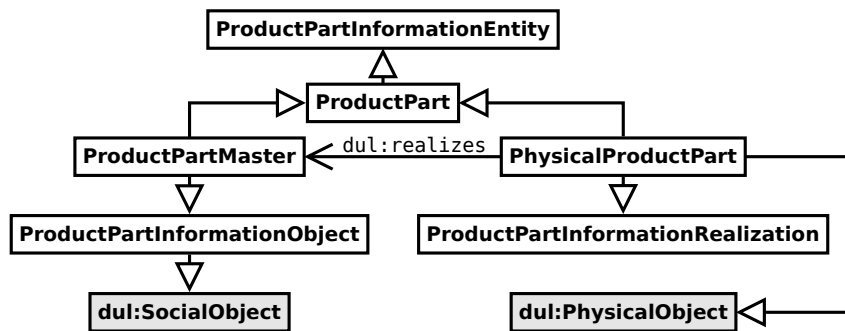 ProductPartInformationEntity
ProductPart
ProductPartMaster
dul:realizes
PhysicalProductPart
ProductPartInformationObject
ProductPartInformationRealization
dul:SocialObject
dul:PhysicalObject